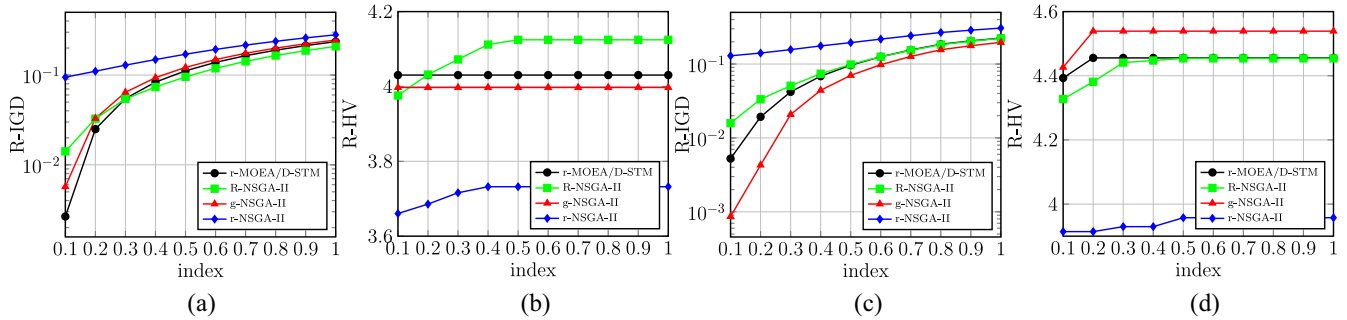 R-IGD
10⁻¹
10⁻²
r-MOEA/D-STM
R-NSGA-II
g-NSGA-II
r-NSGA-II
0.1 0.2 0.3 0.4 0.5 0.6 0.7 0.8 0.9 1
index
(a)
R-HV
4.2
4
3.8
3.6
r-MOEA/D-STM
R-NSGA-II
g-NSGA-II
r-NSGA-II
0.1 0.2 0.3 0.4 0.5 0.6 0.7 0.8 0.9 1
index
(b)
R-IGD
10⁻¹
10⁻²
10⁻³
r-MOEA/D-STM
R-NSGA-II
g-NSGA-II
r-NSGA-II
0.1 0.2 0.3 0.4 0.5 0.6 0.7 0.8 0.9 1
index
(c)
R-HV
4.6
4.4
4.2
4
r-MOEA/D-STM
R-NSGA-II
g-NSGA-II
r-NSGA-II
0.1 0.2 0.3 0.4 0.5 0.6 0.7 0.8 0.9 1
index
(d)